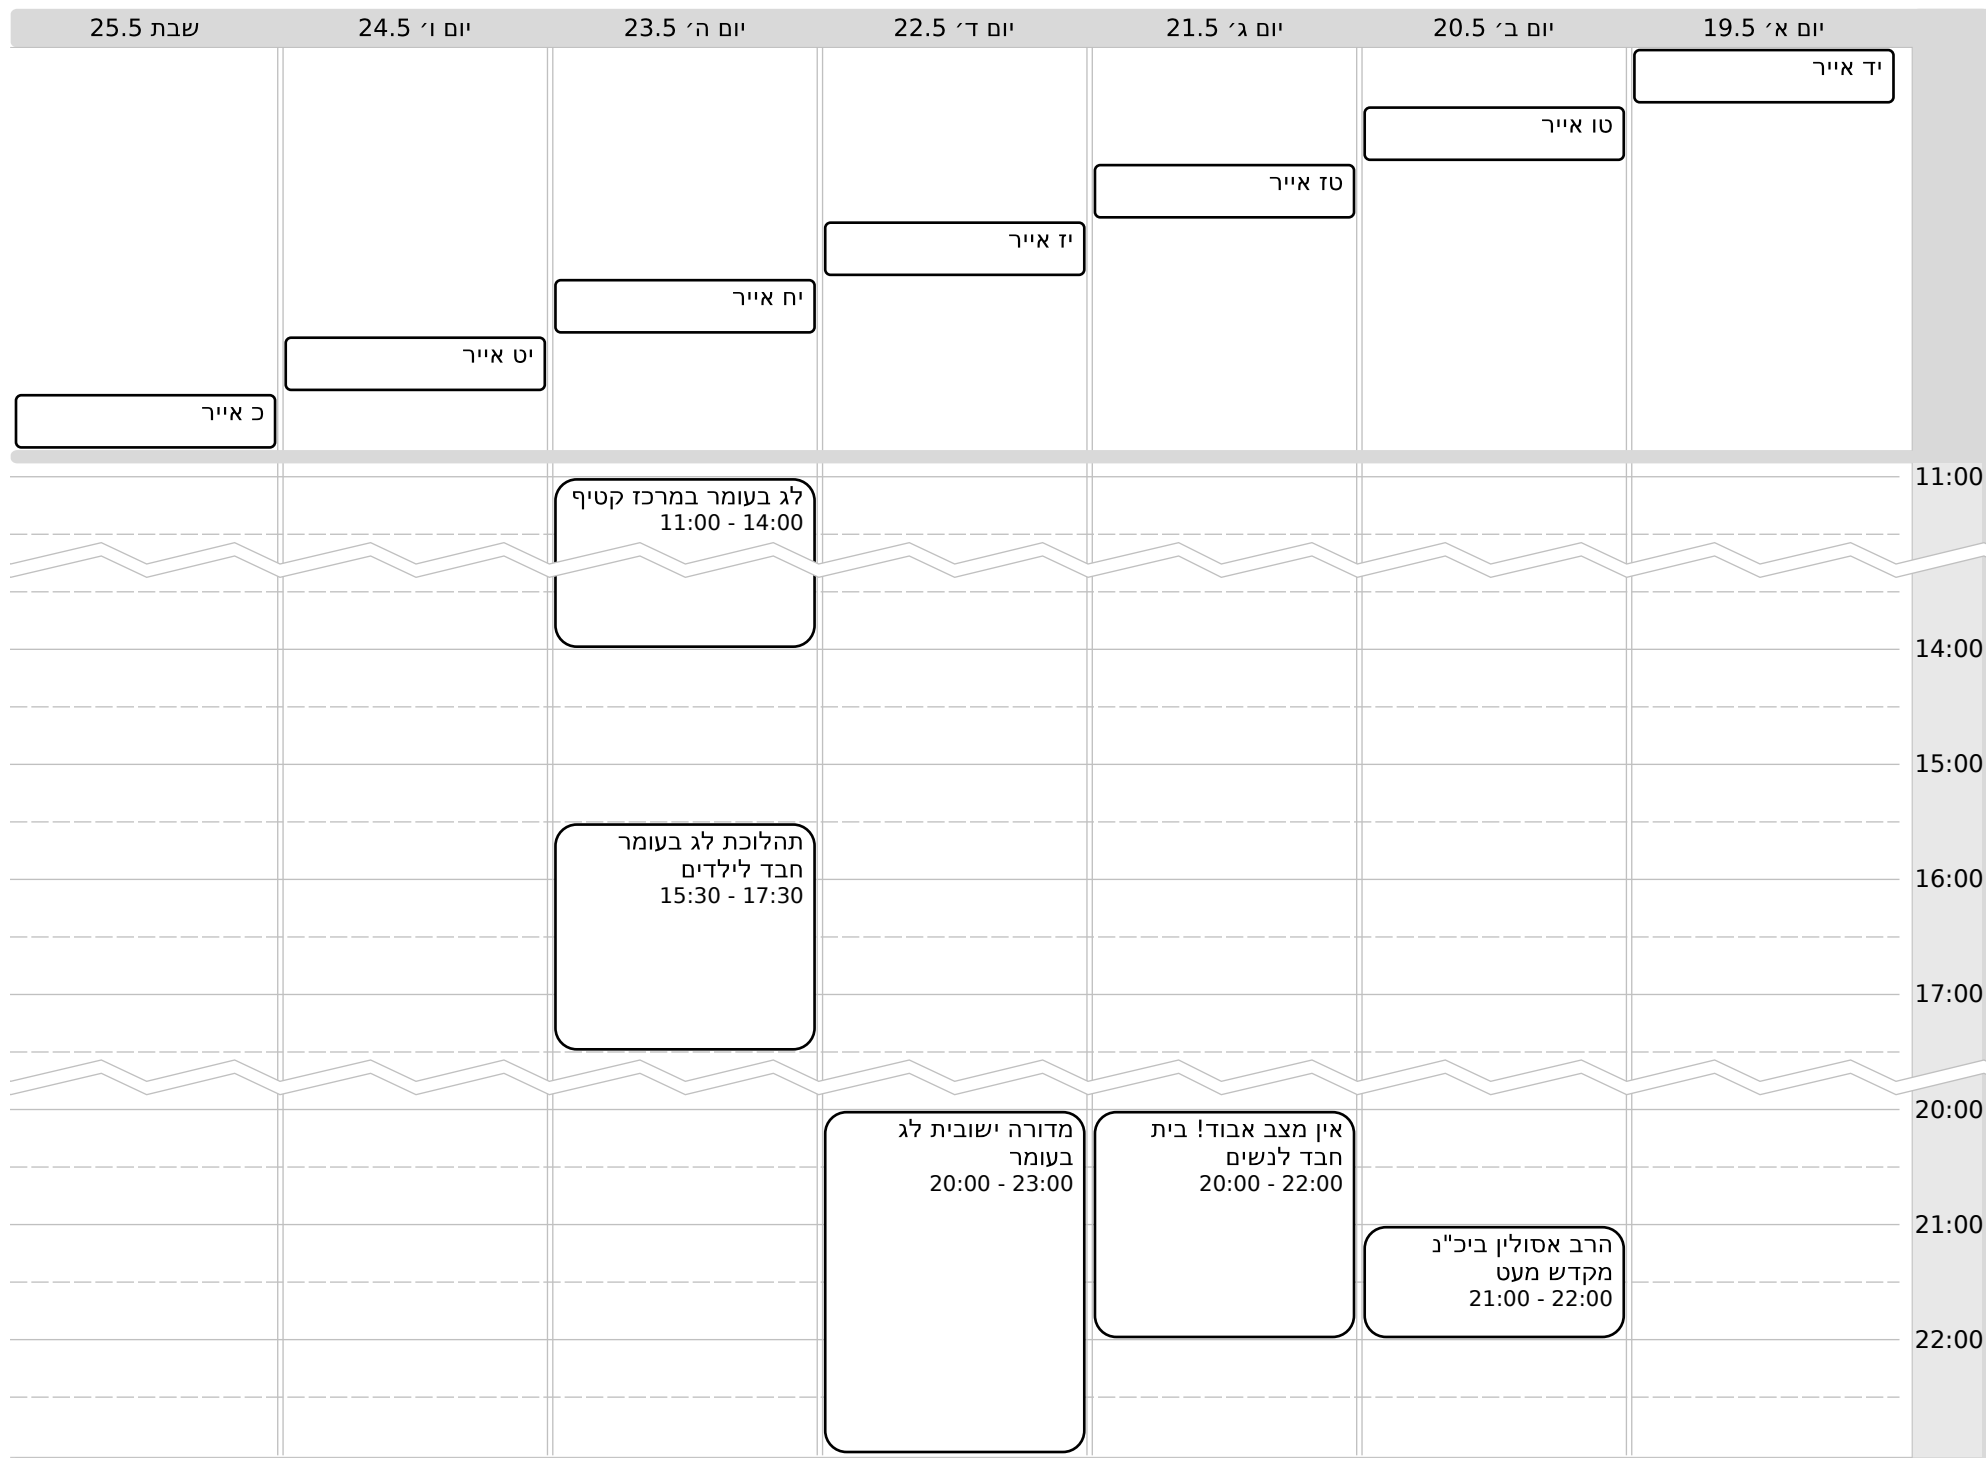 יום א׳ 19.5
יום ב׳ 20.5
יום ג׳ 21.5
יום ד׳ 22.5
יום ה׳ 23.5
יום ו׳ 24.5
שבת 25.5
יד אייר
טו אייר
טז אייר
יז אייר
יח אייר
יט אייר
כ אייר
11:00
לג בעומר במרכז קטיף
11:00 - 14:00
14:00
15:00
תהלוכת לג בעומר
חבד לילדים
15:30 - 17:30
16:00
17:00
20:00
אין מצב אבוד! בית
חבד לנשים
20:00 - 22:00
מדורה ישובית לג
בעומר
20:00 - 23:00
21:00
הרב אסולין ביכ"נ
מקדש מעט
21:00 - 22:00
22:00